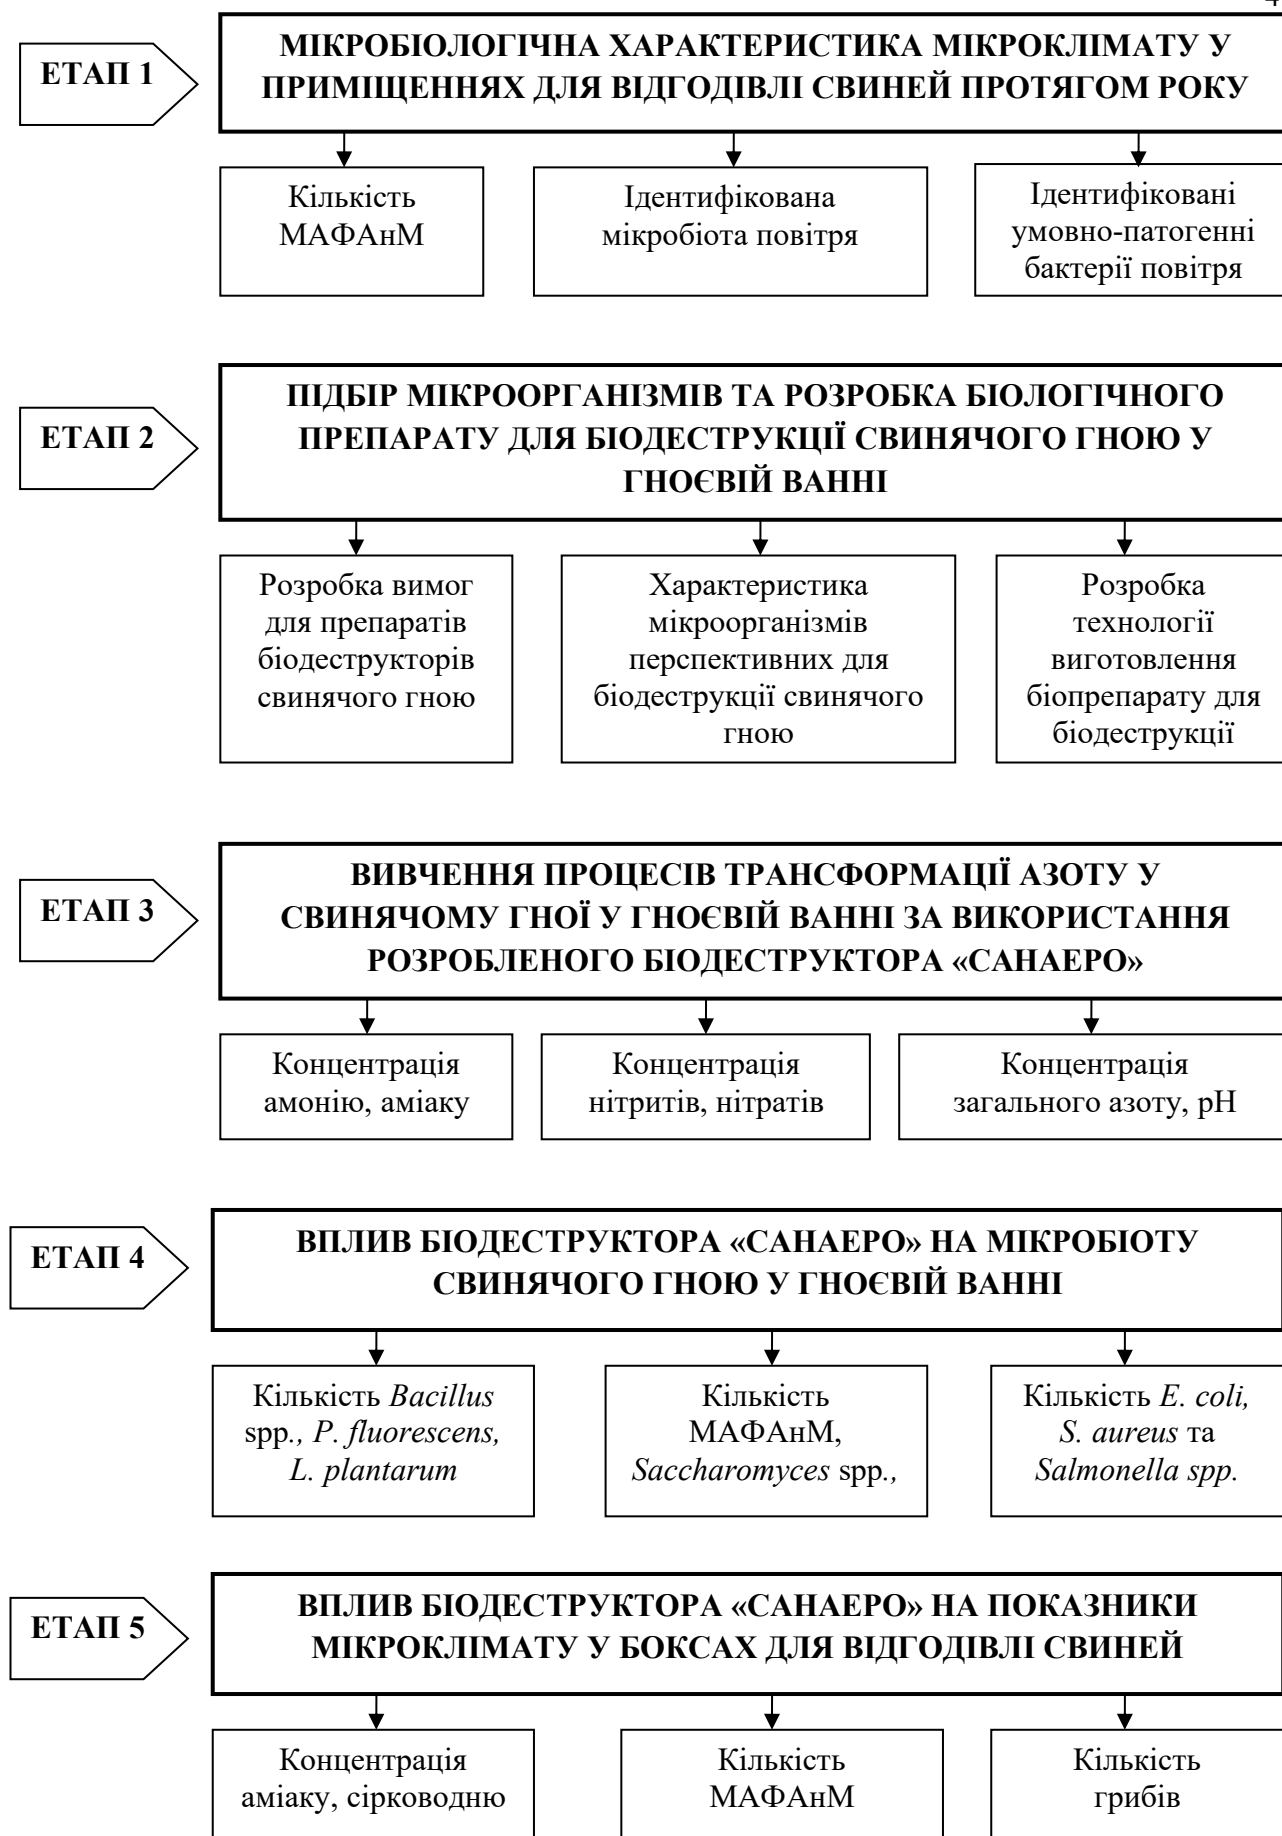 4
ЕТАП 1
МІКРОБІОЛОГІЧНА ХАРАКТЕРИСТИКА МІКРОКЛІМАТУ У
ПРИМІЩЕННЯХ ДЛЯ ВІДГОДІВЛІ СВИНЕЙ ПРОТЯГОМ РОКУ
Кількість
МАФАнМ
Ідентифікована
мікробіота повітря
Ідентифіковані
умовно-патогенні
бактерії повітря
ЕТАП 2
ПІДБІР МІКРООРГАНІЗМІВ ТА РОЗРОБКА БІОЛОГІЧНОГО
ПРЕПАРАТУ ДЛЯ БІОДЕСТРУКЦІЇ СВИНЯЧОГО ГНОЮ У
ГНОЄВІЙ ВАННІ
Розробка вимог
для препаратів
біодеструкторів
свинячого гною
Характеристика
мікроорганізмів
перспективних для
біодеструкції свинячого
гною
Розробка
технології
виготовлення
біопрепарату для
біодеструкції
ЕТАП 3
ВИВЧЕННЯ ПРОЦЕСІВ ТРАНСФОРМАЦІЇ АЗОТУ У
СВИНЯЧОМУ ГНОЇ У ГНОЄВІЙ ВАННІ ЗА ВИКОРИСТАННЯ
РОЗРОБЛЕНОГО БІОДЕСТРУКТОРА «САНАЕРО»
Концентрація
амонію, аміаку
Концентрація
нітритів, нітратів
Концентрація
загального азоту, рН
ЕТАП 4
ВПЛИВ БІОДЕСТРУКТОРА «САНАЕРО» НА МІКРОБІОТУ
СВИНЯЧОГО ГНОЮ У ГНОЄВІЙ ВАННІ
Кількість Bacillus
spp., P. fluorescens,
L. plantarum
Кількість
МАФАнМ,
Saccharomyces spp.,
Кількість E. coli,
S. aureus та
Salmonella spp.
ЕТАП 5
ВПЛИВ БІОДЕСТРУКТОРА «САНАЕРО» НА ПОКАЗНИКИ
МІКРОКЛІМАТУ У БОКСАХ ДЛЯ ВІДГОДІВЛІ СВИНЕЙ
Концентрація
аміаку, сірководню
Кількість
МАФАнМ
Кількість
грибів